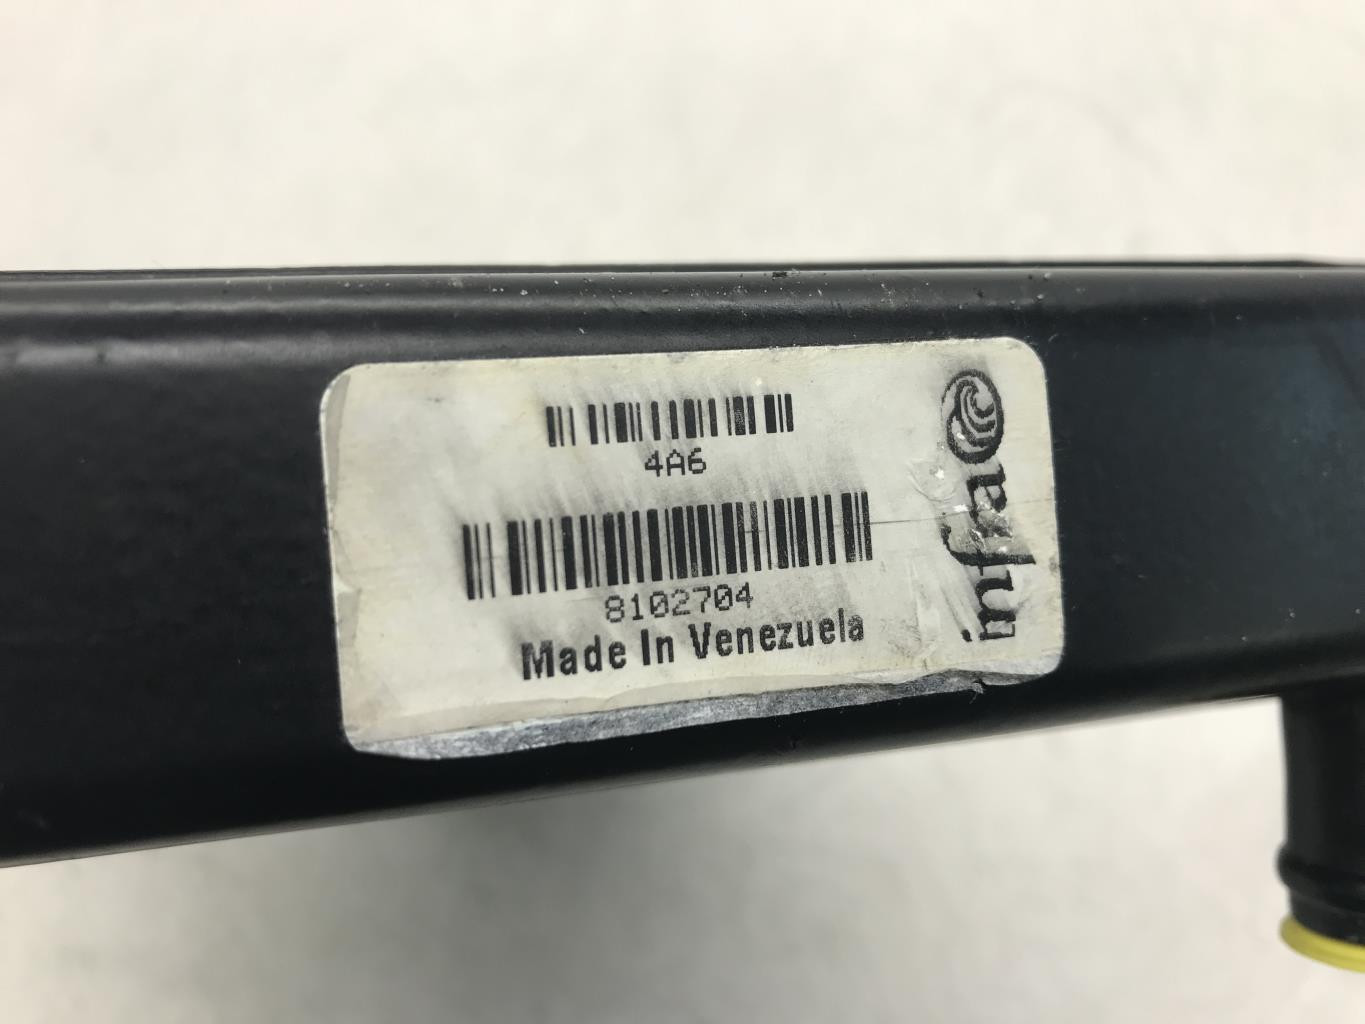 4A6
8102704
Made In Venezuela
infra